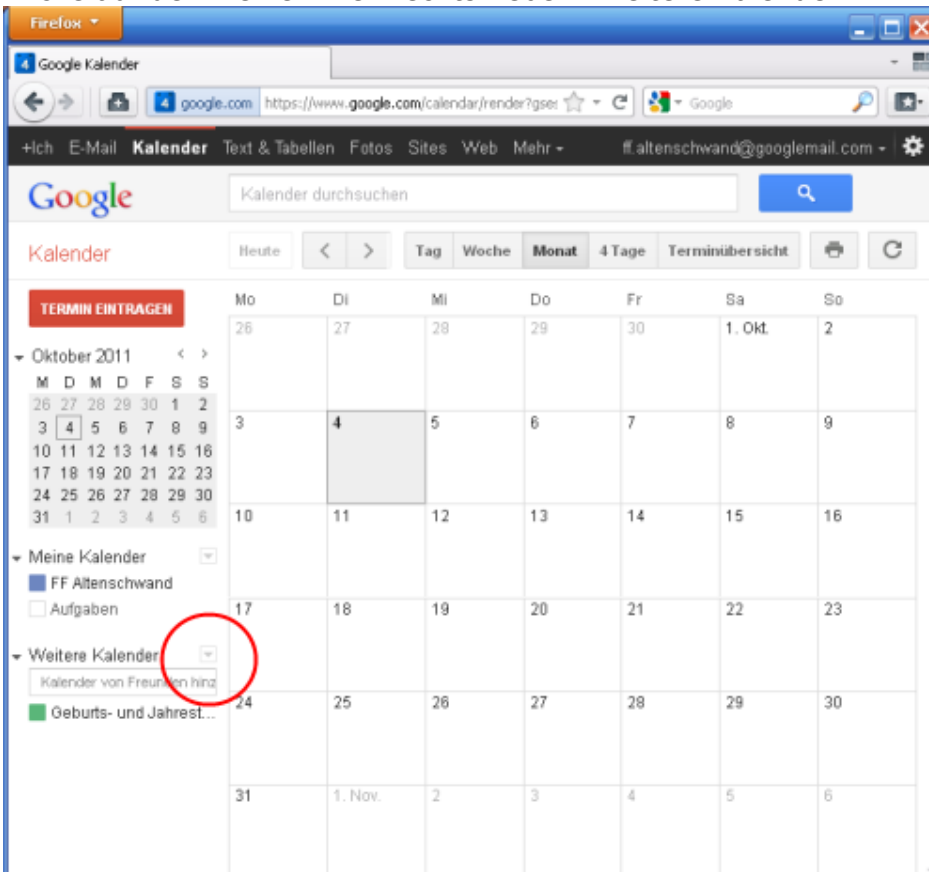 Firefox
4 Google Kalender
4 google.com https://www.google.com/calendar/render?gse Google
+Ich E-Mail Kalender Text & Tabellen Fotos Sites Web Mehr ff.altenschwand@googlemail.com
Google Kalender durchsuchen
Kalender Heute < > Tag Woche Monat 4 Tage Terminübersicht
TERMIN EINTRAGEN
Oktober 2011 < >
M D M D F S S
26 27 28 29 30 1 2
3 4 5 6 7 8 9
10 11 12 13 14 15 16
17 18 19 20 21 22 23
24 25 26 27 28 29 30
31 1 2 3 4 5 6
Meine Kalender
FF Altenschwand
Aufgaben
Weitere Kalender
Kalender von Freunden hinz
Geburts- und Jahrest...
Mo Di Mi Do Fr Sa So
26 27 28 29 30 1. Okt. 2
3 4 5 6 7 8 9
10 11 12 13 14 15 16
17 18 19 20 21 22 23
24 25 26 27 28 29 30
31 1. Nov. 2 3 4 5 6